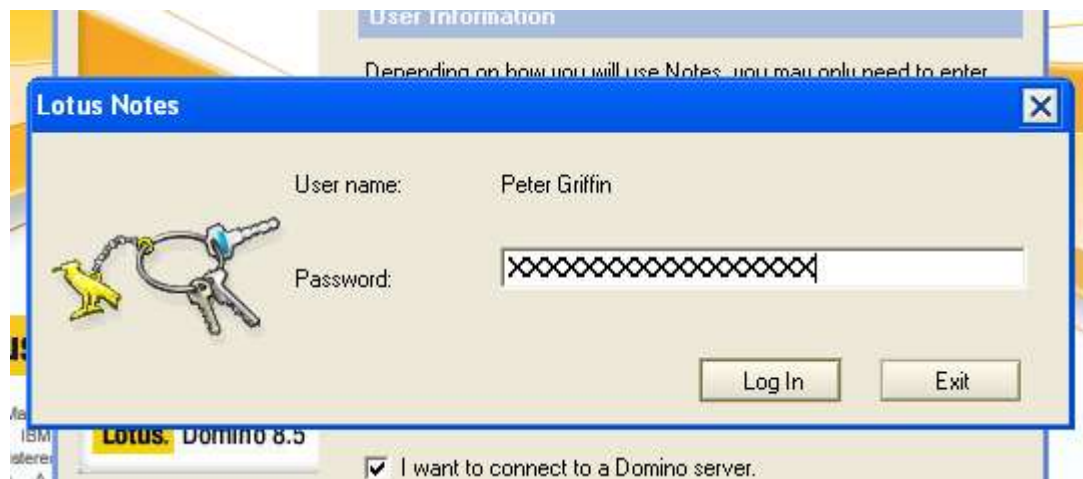 User Information
Depending on how you will use Notes, you may only need to enter
Lotus Notes
User name: Peter Griffin
Password: XXXXXXXXXXXXXXXXXXX
Log In Exit
IBM
Lotus. Domino 8.5
I want to connect to a Domino server.